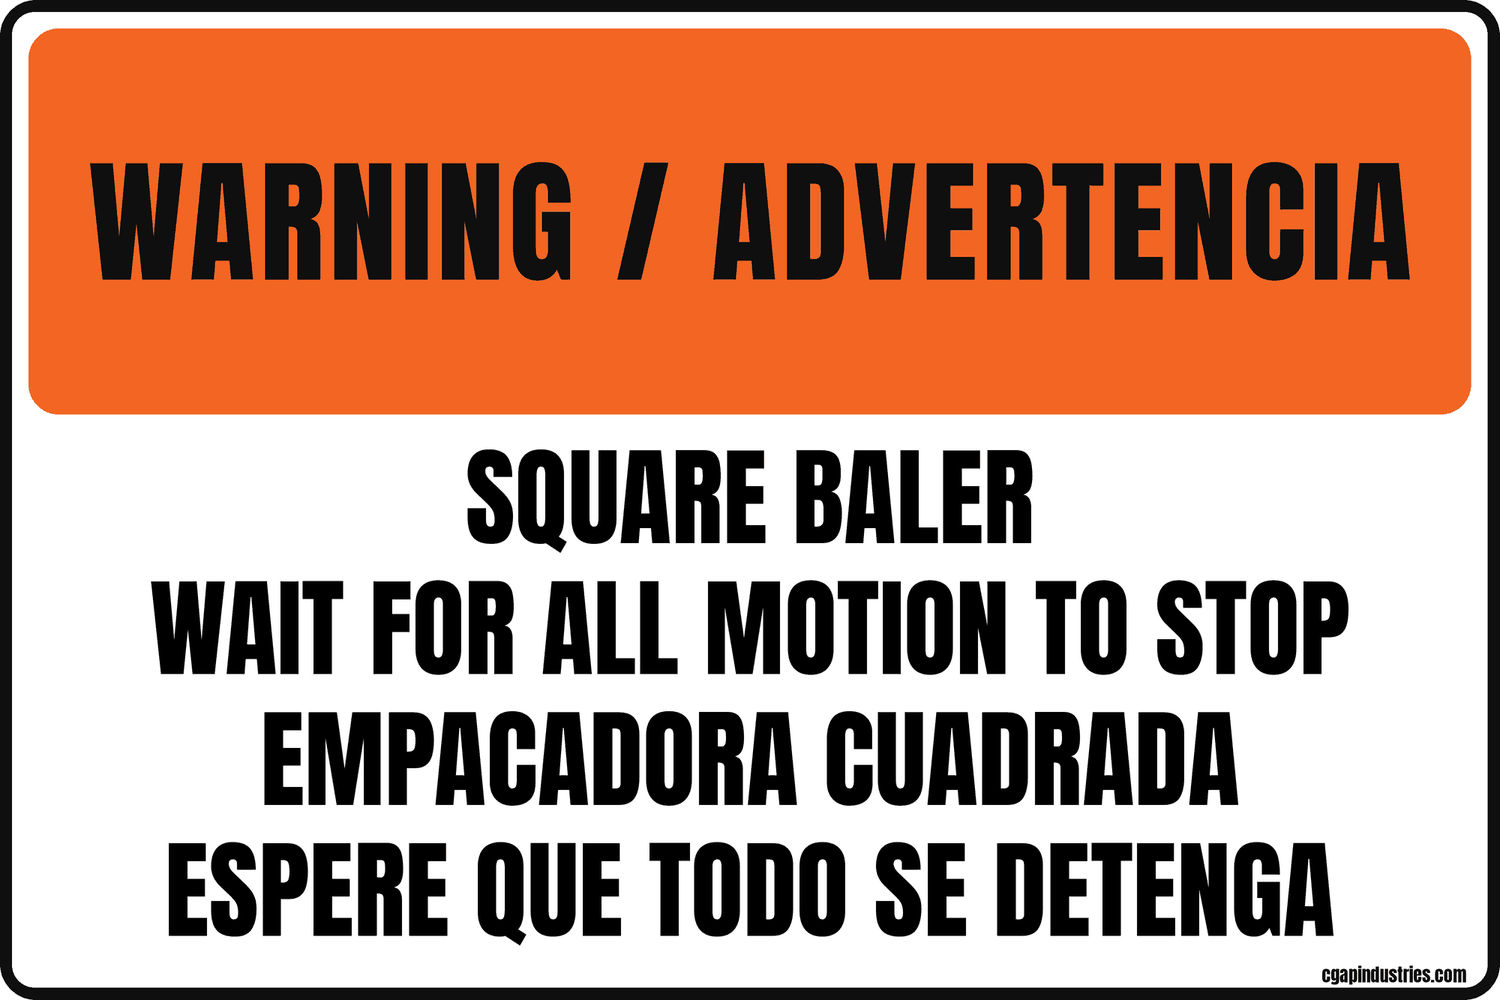 WARNING / ADVERTENCIA
SQUARE BALER
WAIT FOR ALL MOTION TO STOP
EMPACADORA CUADRADA
ESPERE QUE TODO SE DETENGA
cgapindustries.com